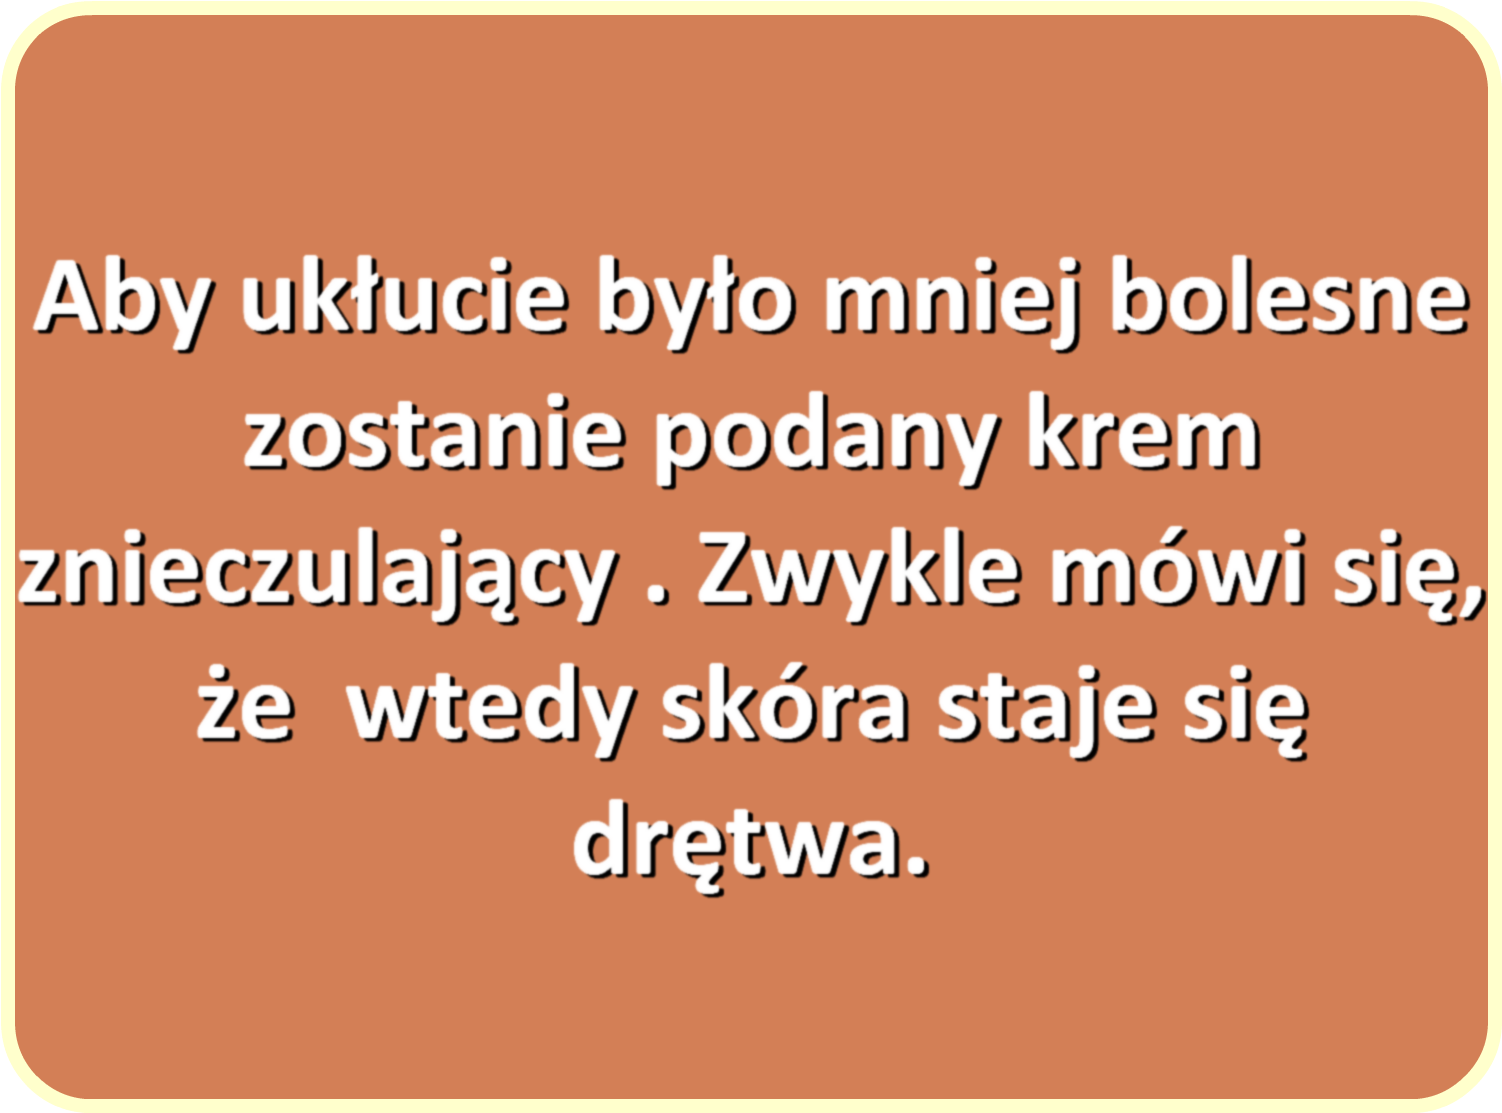 Aby ukłucie było mniej bolesne
zostanie podany krem
znieczulający . Zwykle mówi się,
że  wtedy skóra staje się
drętwa.